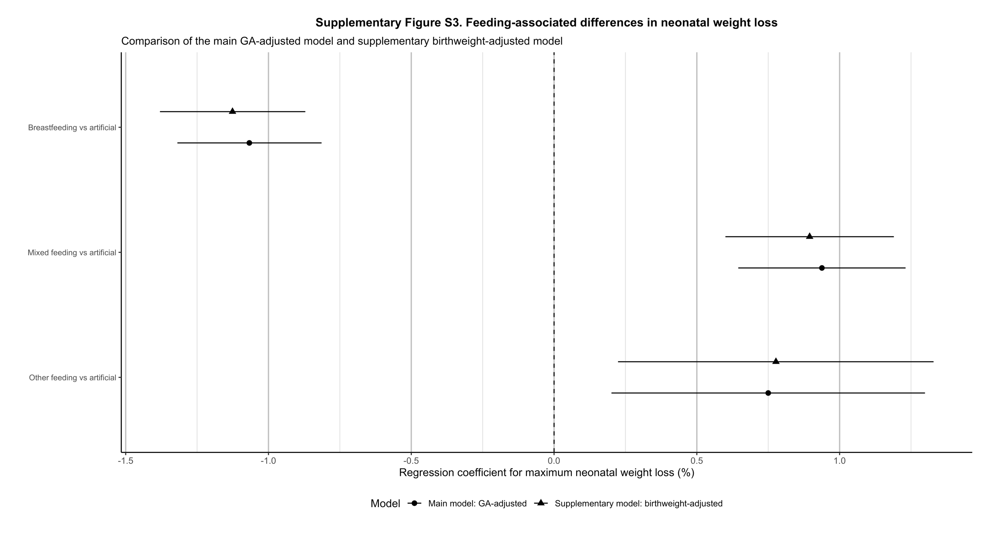 Supplementary Figure S3. Feeding-associated differences in neonatal weight loss
Comparison of the main GA-adjusted model and supplementary birthweight-adjusted model
Breastfeeding vs artificial
Mixed feeding vs artificial
Other feeding vs artificial
-1.5 -1.0 -0.5 0.0 0.5 1.0
Regression coefficient for maximum neonatal weight loss (%)
Model Main model: GA-adjusted Supplementary model: birthweight-adjusted